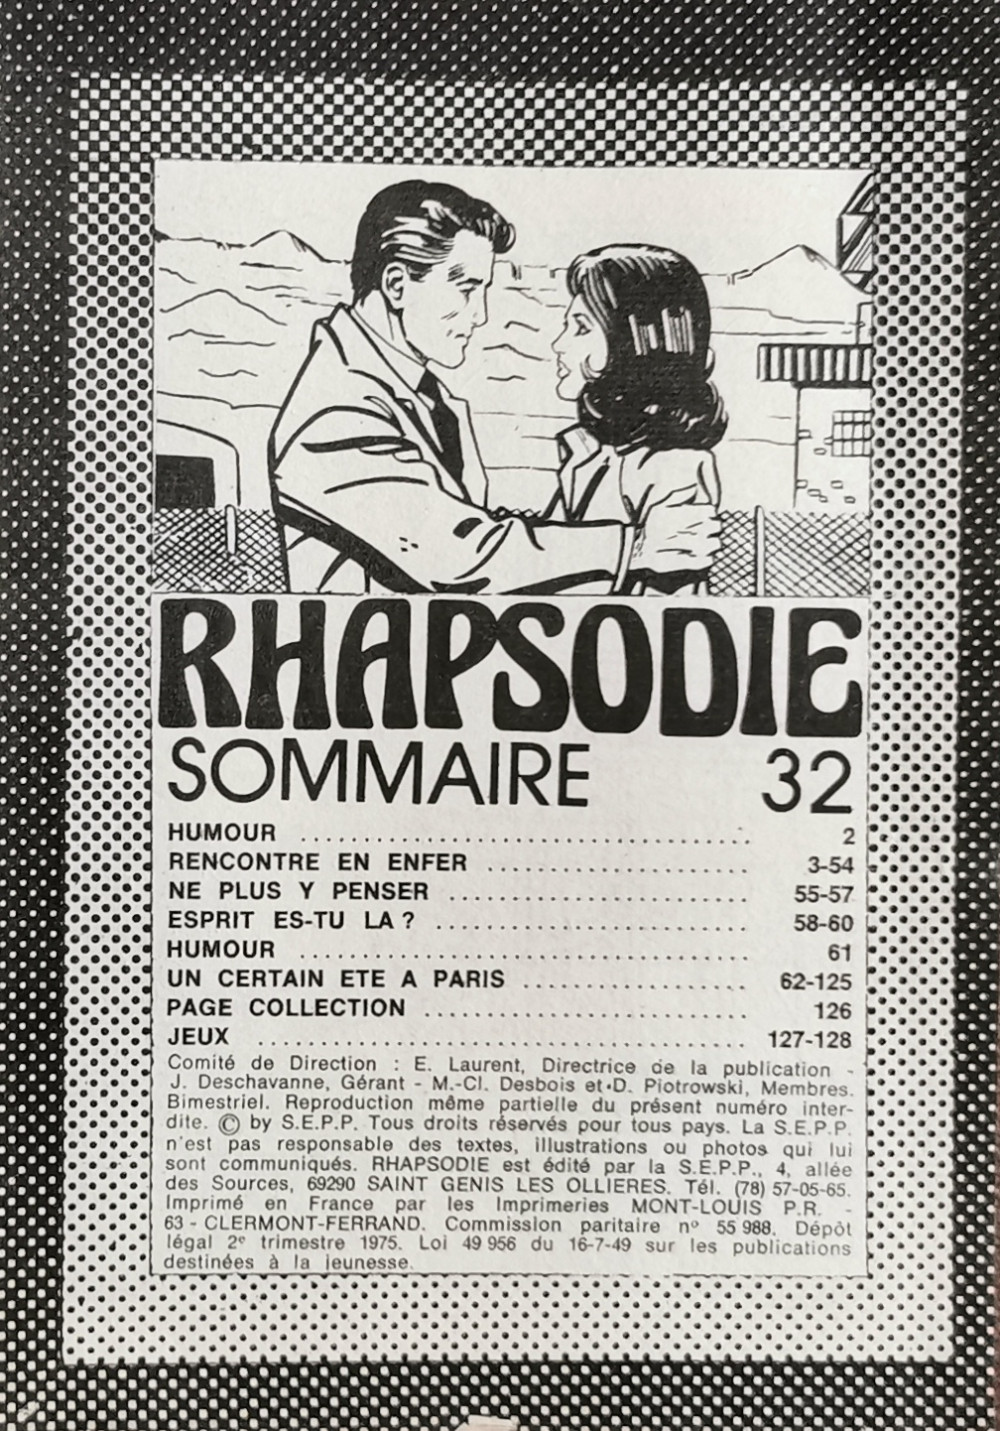 RHAPSODIE
SOMMAIRE 32
HUMOUR ........................................ 2
RENCONTRE EN ENFER ........................ 3-54
NE PLUS Y PENSER ........................... 55-57
ESPRIT ES-TU LA ? ............................ 58-60
HUMOUR ........................................ 61
UN CERTAIN ETE A PARIS .................... 62-125
PAGE COLLECTION ............................. 126
JEUX ........................................... 127-128
Comité de Direction : E. Laurent, Directrice de la publication -
J. Deschavanne, Gérant - M.-Cl. Desbois et D. Piotrowski, Membres.
Bimestriel. Reproduction même partielle du présent numéro inter-
dite. © by S.E.P.P. Tous droits réservés pour tous pays. La S.E.P.P.
n'est pas responsable des textes, illustrations ou photos qui lui
sont communiqués. RHAPSODIE est édité par la S.E.P.P., 4, allée
des Sources, 69290 SAINT GENIS LES OLLIERES. Tél. (78) 57-05-65.
Imprimé en France par les Imprimeries MONT-LOUIS P.R. -
63 - CLERMONT-FERRAND. Commission paritaire n° 55 988. Dépôt
légal 2e trimestre 1975. Loi 49 956 du 16-7-49 sur les publications
destinées à la jeunesse.